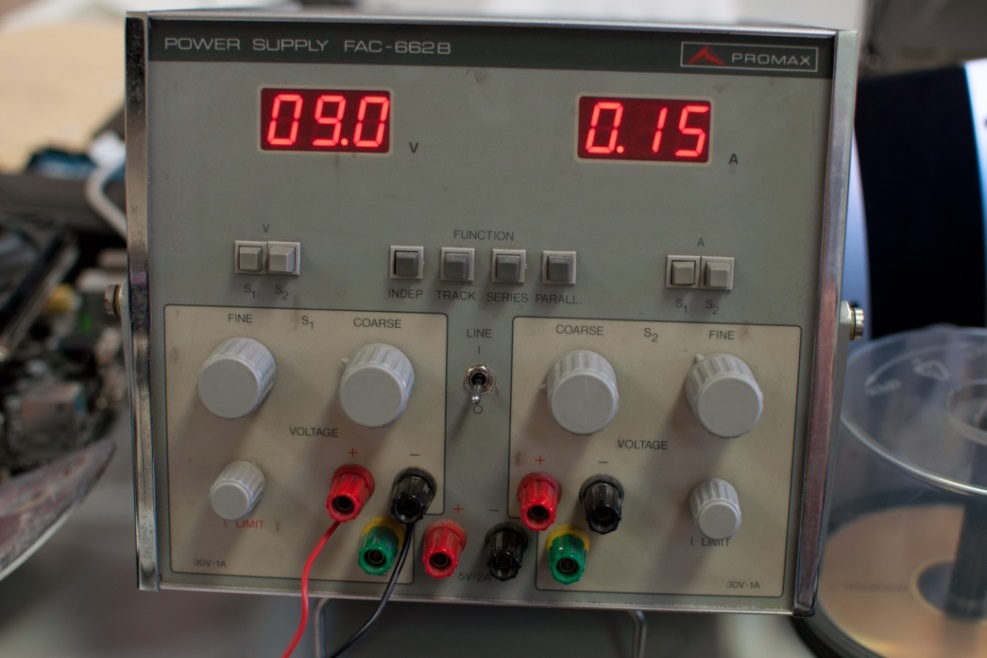 POWER SUPPLY FAC-662B
PROMAX
09.0 V
0.15 A
V
S1 S2
FUNCTION
INDEP TRACK SERIES PARALL
A
S1 S2
FINE S1 COARSE
LINE
I
O
COARSE S2 FINE
VOLTAGE
+ −
I. LIMIT
30V-1A
+ −
5V-2A
VOLTAGE
+ −
I. LIMIT
30V-1A